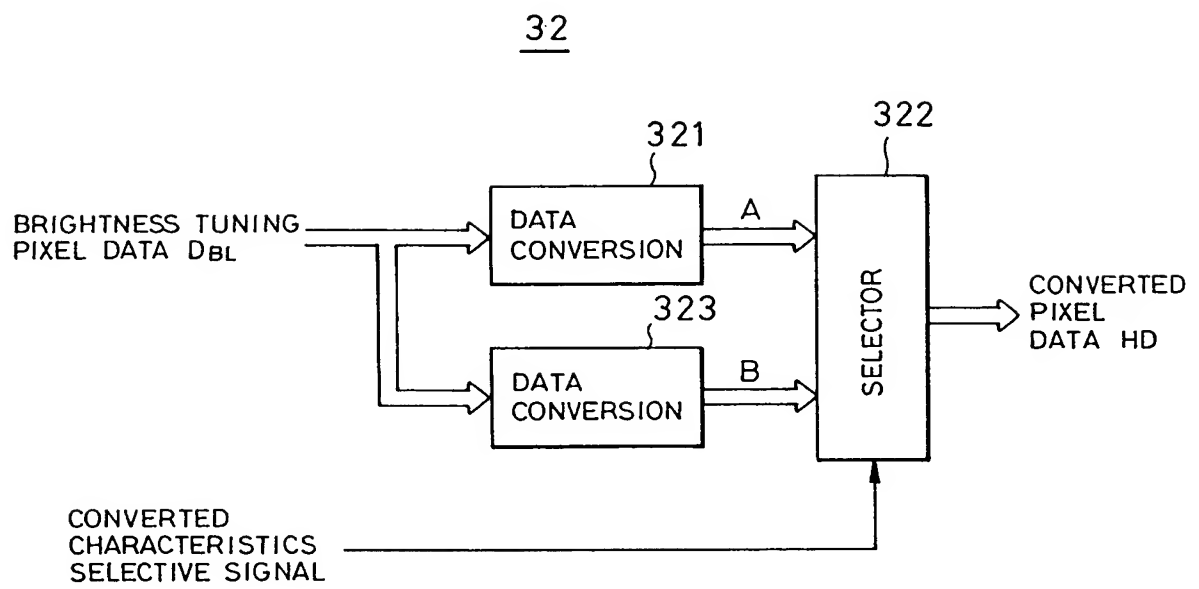 32
322
321
BRIGHTNESS TUNING
PIXEL DATA DBL
DATA
CONVERSION
A
323
DATA
CONVERSION
B
SELECTOR
CONVERTED
PIXEL
DATA HD
CONVERTED
CHARACTERISTICS
SELECTIVE SIGNAL